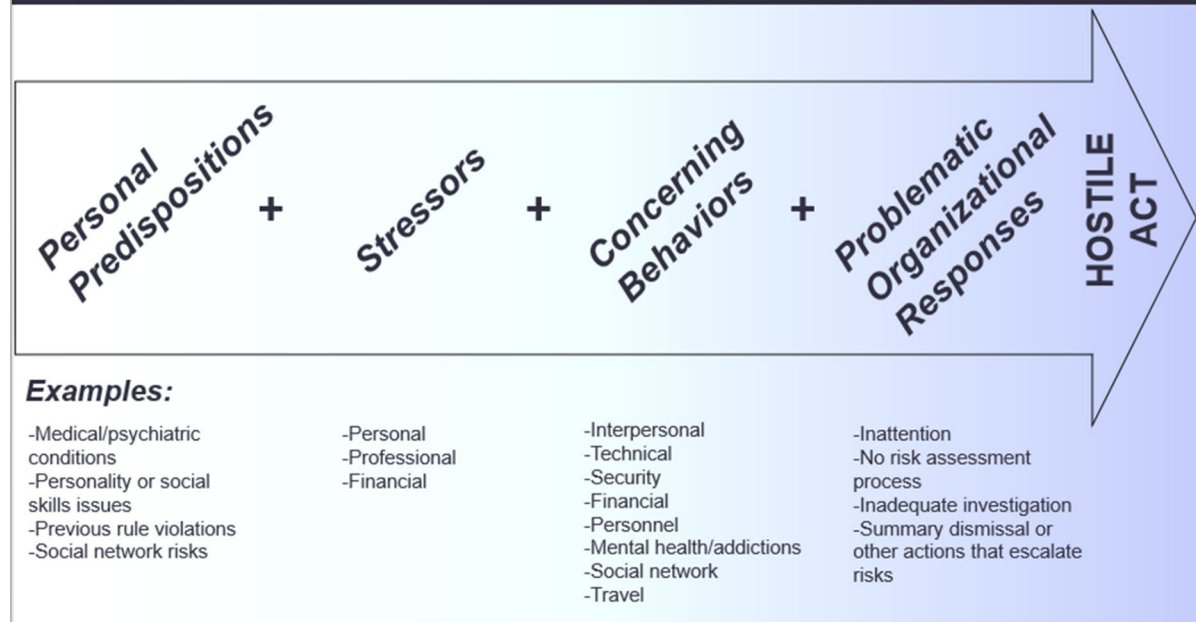 Personal
Predispositions
+
Stressors
+
Concerning
Behaviors
+
Problematic
Organizational
Responses
HOSTILE
ACT
Examples:
-Medical/psychiatric
conditions
-Personality or social
skills issues
-Previous rule violations
-Social network risks
-Personal
-Professional
-Financial
-Interpersonal
-Technical
-Security
-Financial
-Personnel
-Mental health/addictions
-Social network
-Travel
-Inattention
-No risk assessment
process
-Inadequate investigation
-Summary dismissal or
other actions that escalate
risks